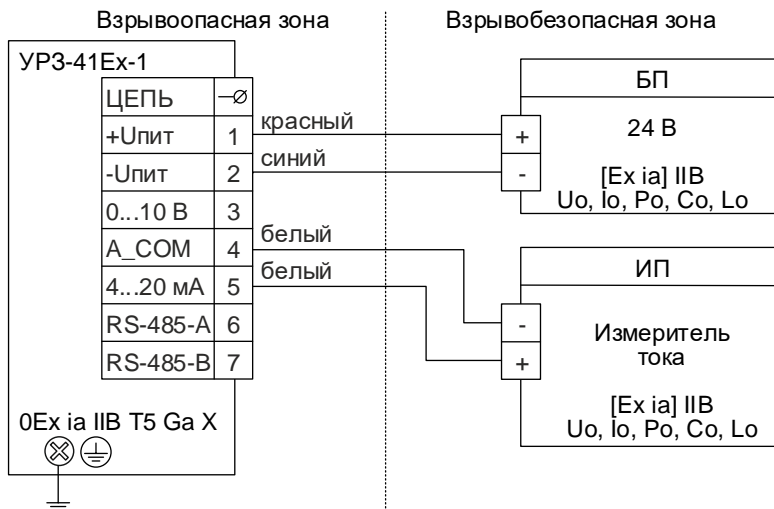 Взрывоопасная зона
Взрывобезопасная зона
УРЗ-41Ex-1
ЦЕПЬ
+Uпит 1 красный
-Uпит 2 синий
0...10 В 3
A_COM 4 белый
4...20 мА 5 белый
RS-485-A 6
RS-485-B 7
0Ex ia IIB T5 Ga X
БП
+
-
24 В
[Ex ia] IIB
Uo, Io, Po, Co, Lo
ИП
-
+
Измеритель
тока
[Ex ia] IIB
Uo, Io, Po, Co, Lo